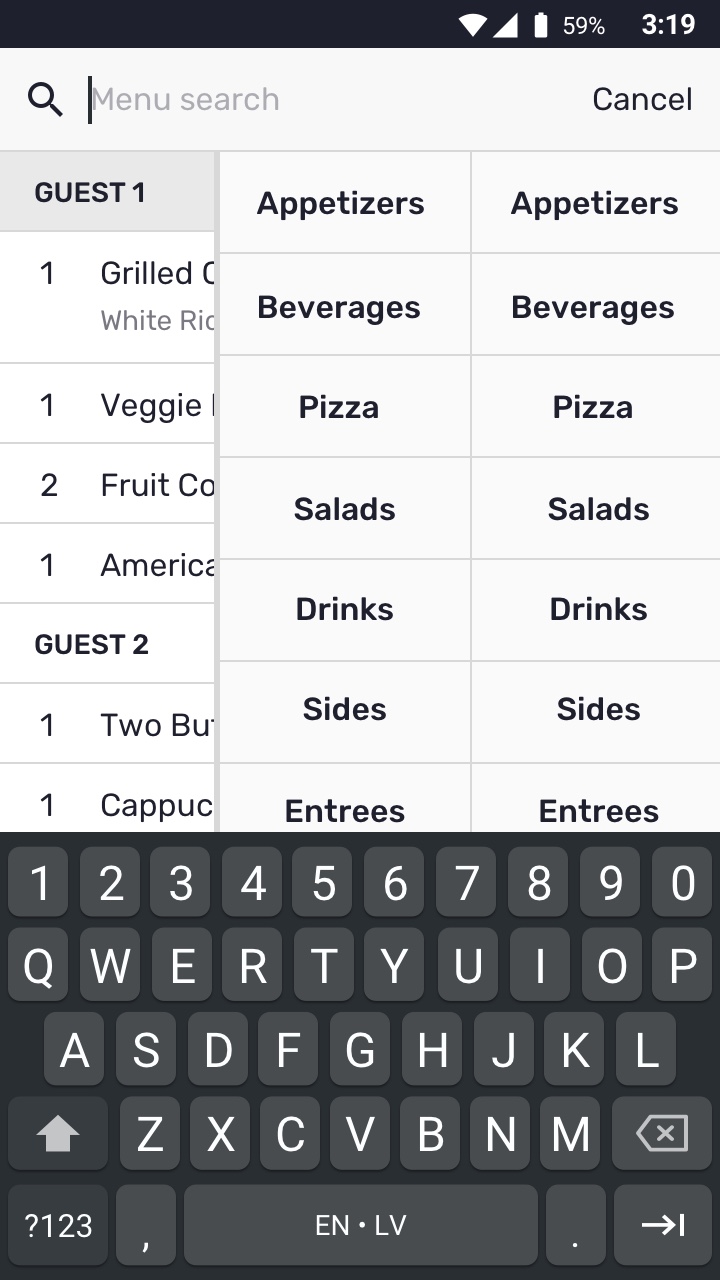 59% 3:19
Menu search Cancel
GUEST 1
1 Grilled
White Ric
1 Veggie
2 Fruit Co
1 America
GUEST 2
1 Two But
1 Cappuc
Appetizers Appetizers
Beverages Beverages
Pizza Pizza
Salads Salads
Drinks Drinks
Sides Sides
Entrees Entrees
1 2 3 4 5 6 7 8 9 0
Q W E R T Y U I O P
A S D F G H J K L
Z X C V B N M
?123 , EN • LV .